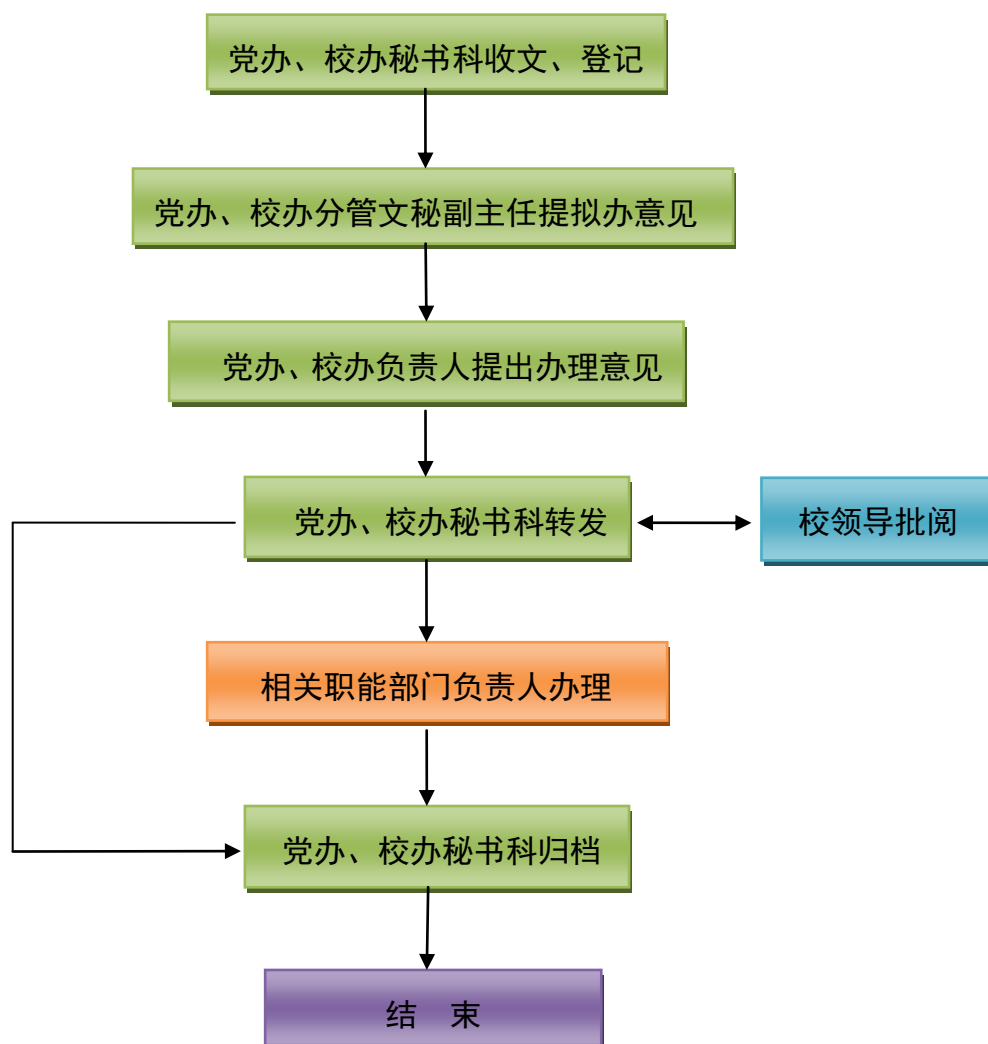 党办、校办秘书科收文、登记
党办、校办分管文秘副主任提拟办意见
党办、校办负责人提出办理意见
党办、校办秘书科转发
校领导批阅
相关职能部门负责人办理
党办、校办秘书科归档
结 束